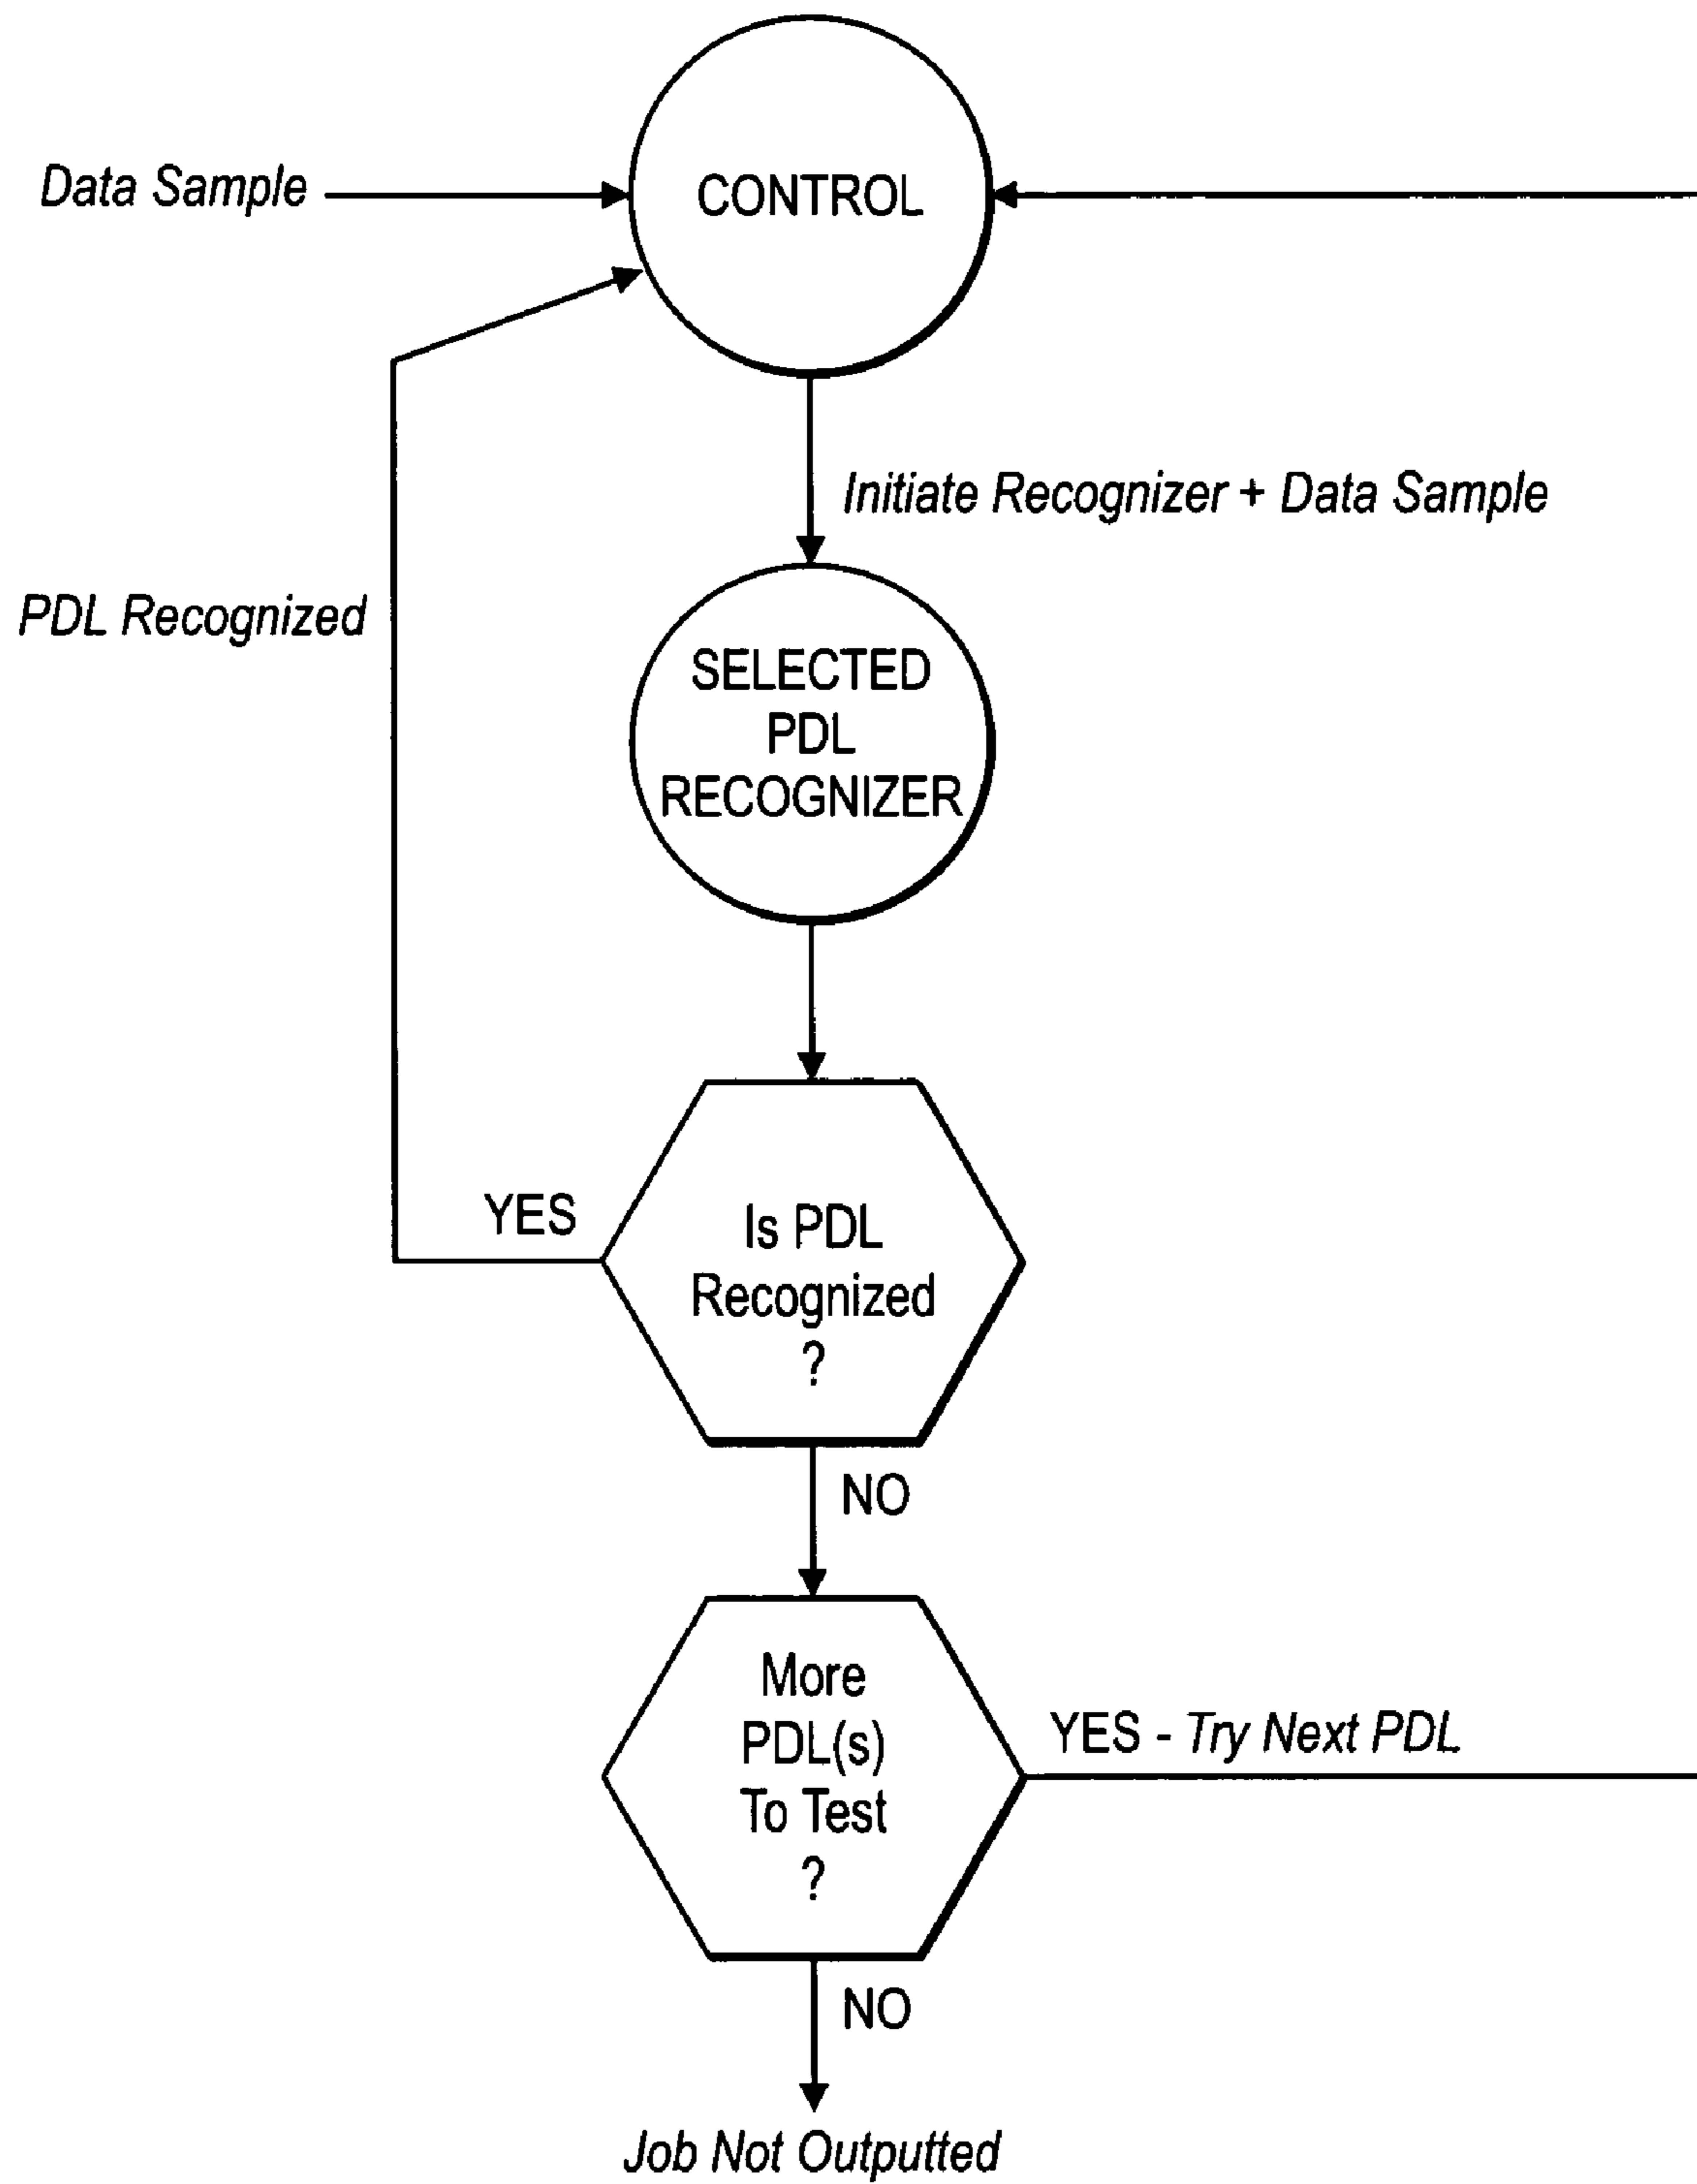 Data Sample
CONTROL
Initiate Recognizer + Data Sample
PDL Recognized
SELECTED
PDL
RECOGNIZER
YES
Is PDL
Recognized
?
NO
More
PDL(s)
To Test
?
YES - Try Next PDL
NO
Job Not Outputted